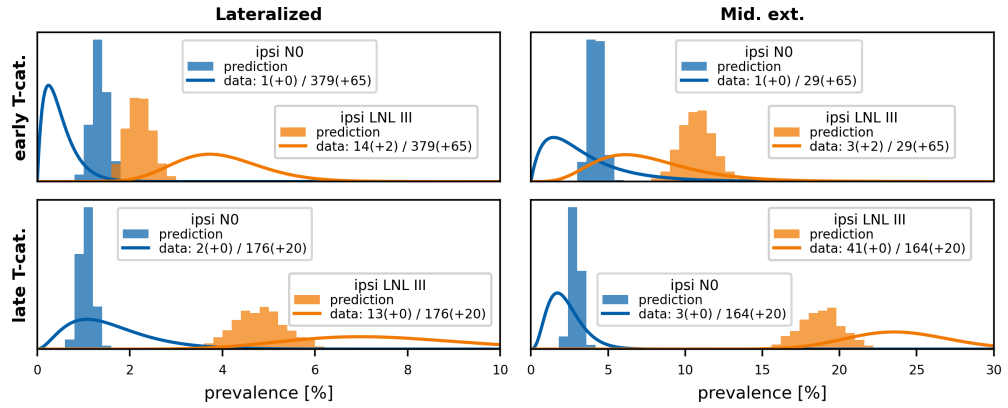 Lateralized
Mid. ext.
early T-cat.
ipsi N0
prediction
data: 1(+0) / 379(+65)
ipsi LNL III
prediction
data: 14(+2) / 379(+65)
ipsi N0
prediction
data: 1(+0) / 29(+65)
ipsi LNL III
prediction
data: 3(+2) / 29(+65)
late T-cat.
ipsi N0
prediction
data: 2(+0) / 176(+20)
ipsi LNL III
prediction
data: 13(+0) / 176(+20)
ipsi LNL III
prediction
data: 41(+0) / 164(+20)
ipsi N0
prediction
data: 3(+0) / 164(+20)
0 2 4 6 8 10
prevalence [%]
0 5 10 15 20 25 30
prevalence [%]